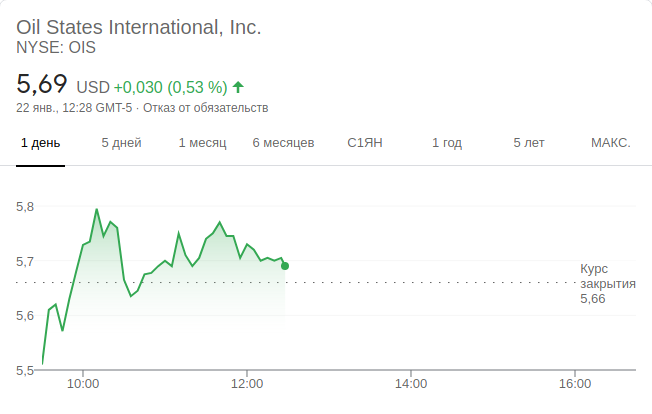 Oil States International, Inc.
NYSE: OIS
5,69 USD +0,030 (0,53 %)
22 янв., 12:28 GMT-5 · Отказ от обязательств
1 день 5 дней 1 месяц 6 месяцев С1ЯН 1 год 5 лет МАКС.
5,8
5,7
Курс
закрытия
5,66
5,6
5,5
10:00 12:00 14:00 16:00